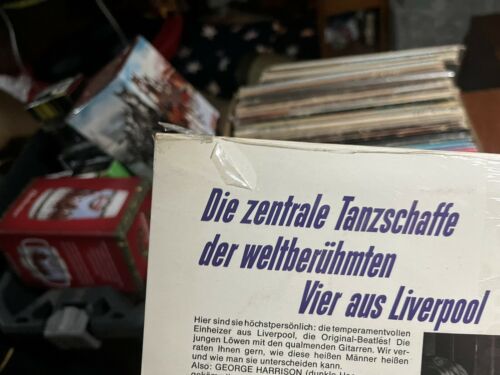 Die zentrale Tanzschaffe
der weltberühmten
Vier aus Liverpool
Hier sind sie höchstpersönlich: die temperamentvollen
Einheizer aus Liverpool, die Original-Beatles! Die
jungen Löwen mit den qualmenden Gitarren. Wir ver-
raten Ihnen gern, wie diese heißen Männer heißen
und wie man sie unterscheiden kann.
Also: GEORGE HARRISON (dunkle